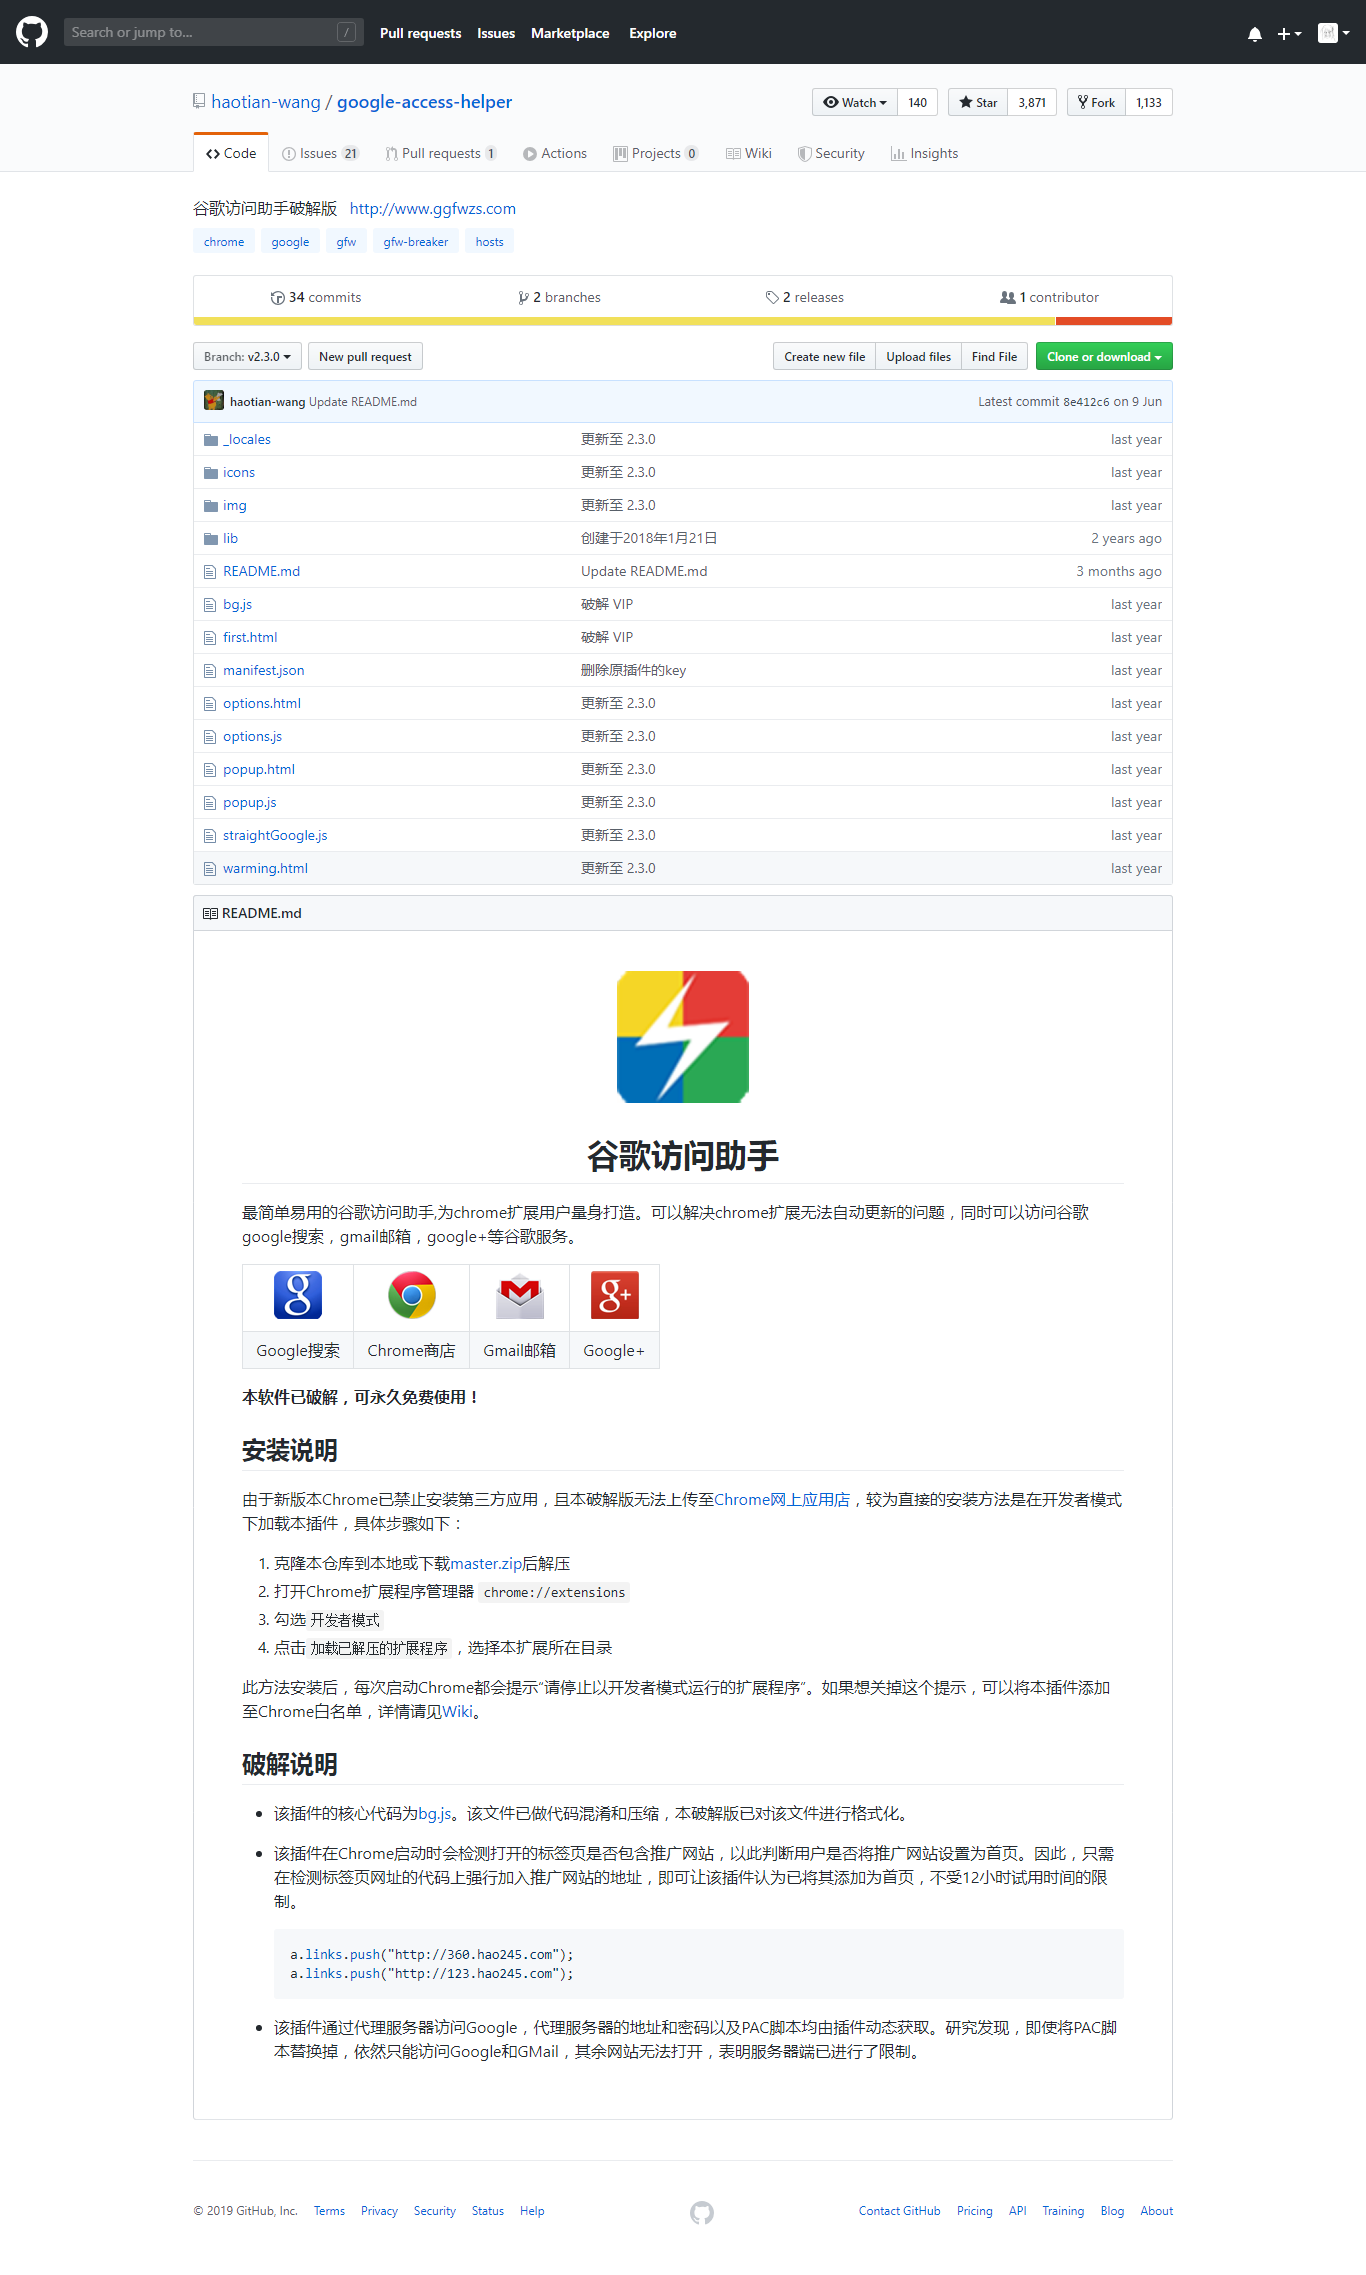 Search or jump to... / Pull requests Issues Marketplace Explore
haotian-wang / google-access-helper Watch 140 Star 3,871 Fork 1,133
Code Issues 21 Pull requests 1 Actions Projects 0 Wiki Security Insights
谷歌访问助手破解版 http://www.ggfwzs.com
chrome google gfw gfw-breaker hosts
34 commits 2 branches 2 releases 1 contributor
Branch: v2.3.0 New pull request Create new file Upload files Find File Clone or download
haotian-wang Update README.md Latest commit 8e412c6 on 9 Jun
_locales 更新至 2.3.0 last year
icons 更新至 2.3.0 last year
img 更新至 2.3.0 last year
lib 创建于2018年1月21日 2 years ago
README.md Update README.md 3 months ago
bg.js 破解 VIP last year
first.html 破解 VIP last year
manifest.json 删除原插件的key last year
options.html 更新至 2.3.0 last year
options.js 更新至 2.3.0 last year
popup.html 更新至 2.3.0 last year
popup.js 更新至 2.3.0 last year
straightGoogle.js 更新至 2.3.0 last year
warming.html 更新至 2.3.0 last year
README.md
谷歌访问助手
最简单易用的谷歌访问助手,为chrome扩展用户量身打造。可以解决chrome扩展无法自动更新的问题，同时可以访问谷歌
google搜索，gmail邮箱，google+等谷歌服务。
Google搜索 Chrome商店 Gmail邮箱 Google+
本软件已破解，可永久免费使用！
安装说明
由于新版本Chrome已禁止安装第三方应用，且本破解版无法上传至Chrome网上应用店，较为直接的安装方法是在开发者模式
下加载本插件，具体步骤如下：
1. 克隆本仓库到本地或下载master.zip后解压
2. 打开Chrome扩展程序管理器 chrome://extensions
3. 勾选 开发者模式
4. 点击 加载已解压的扩展程序 ，选择本扩展所在目录
此方法安装后，每次启动Chrome都会提示“请停止以开发者模式运行的扩展程序”。如果想关掉这个提示，可以将本插件添加
至Chrome白名单，详情请见Wiki。
破解说明
• 该插件的核心代码为bg.js。该文件已做代码混淆和压缩，本破解版已对该文件进行格式化。
• 该插件在Chrome启动时会检测打开的标签页是否包含推广网站，以此判断用户是否将推广网站设置为首页。因此，只需
在检测标签页网址的代码上强行加入推广网站的地址，即可让该插件认为已将其添加为首页，不受12小时试用时间的限
制。
a.links.push("http://360.hao245.com");
a.links.push("http://123.hao245.com");
• 该插件通过代理服务器访问Google，代理服务器的地址和密码以及PAC脚本均由插件动态获取。研究发现，即使将PAC脚
本替换掉，依然只能访问Google和GMail，其余网站无法打开，表明服务器端已进行了限制。
© 2019 GitHub, Inc. Terms Privacy Security Status Help Contact GitHub Pricing API Training Blog About